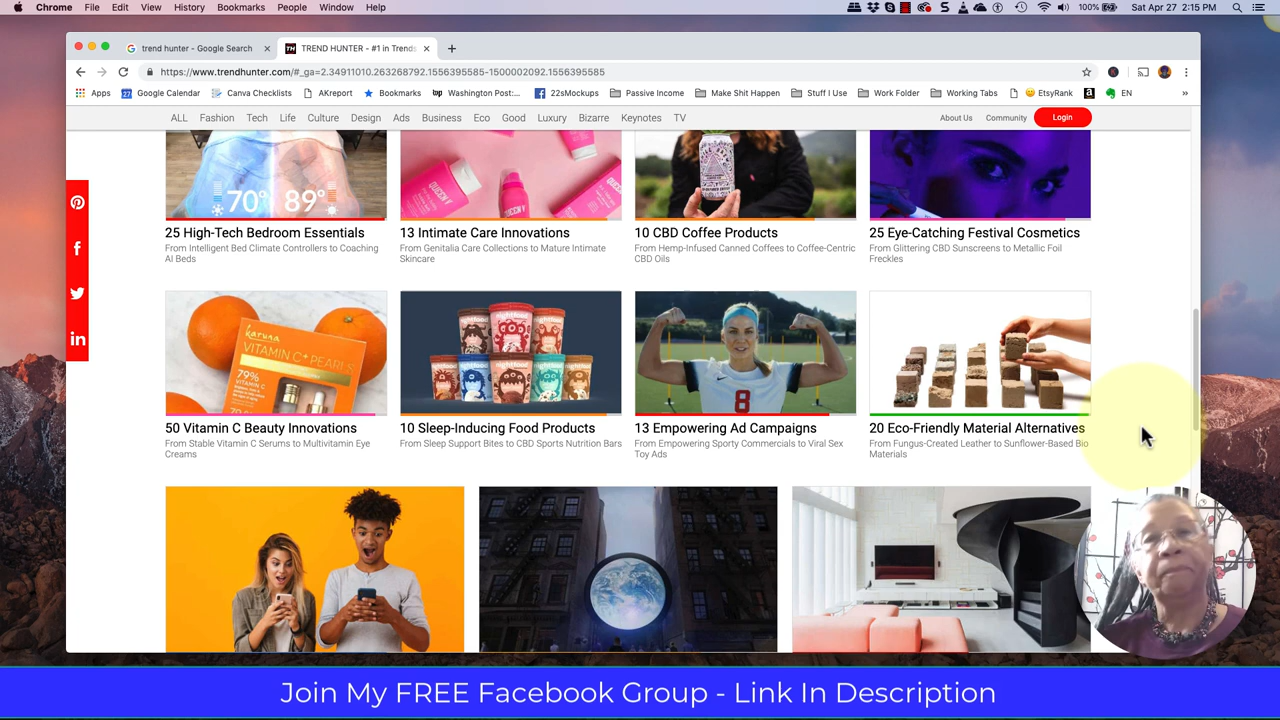 Chrome File Edit View History Bookmarks People Window Help 100% Sat Apr 27 2:15 PM
trend hunter - Google Search TREND HUNTER - #1 in Trends
https://www.trendhunter.com/#_ga=2.34911010.263268792.1556395585-1500002092.1556395585
Apps Google Calendar Canva Checklists AKreport Bookmarks Washington Post:... 22sMockups Passive Income Make Shit Happen Stuff I Use Work Folder Working Tabs EtsyRank EN
ALL Fashion Tech Life Culture Design Ads Business Eco Good Luxury Bizarre Keynotes TV About Us Community Login
70° 89°
QUEEN V
25 High-Tech Bedroom Essentials
From Intelligent Bed Climate Controllers to Coaching
AI Beds
13 Intimate Care Innovations
From Genitalia Care Collections to Mature Intimate
Skincare
10 CBD Coffee Products
From Hemp-Infused Canned Coffees to Coffee-Centric
CBD Oils
25 Eye-Catching Festival Cosmetics
From Glittering CBD Sunscreens to Metallic Foil
Freckles
karuna
VITAMIN C+ PEARLS
79%
nightfood
8
50 Vitamin C Beauty Innovations
From Stable Vitamin C Serums to Multivitamin Eye
Creams
10 Sleep-Inducing Food Products
From Sleep Support Bites to CBD Sports Nutrition Bars
13 Empowering Ad Campaigns
From Empowering Sporty Commercials to Viral Sex
Toy Ads
20 Eco-Friendly Material Alternatives
From Fungus-Created Leather to Sunflower-Based Bio
Materials
Join My FREE Facebook Group - Link In Description